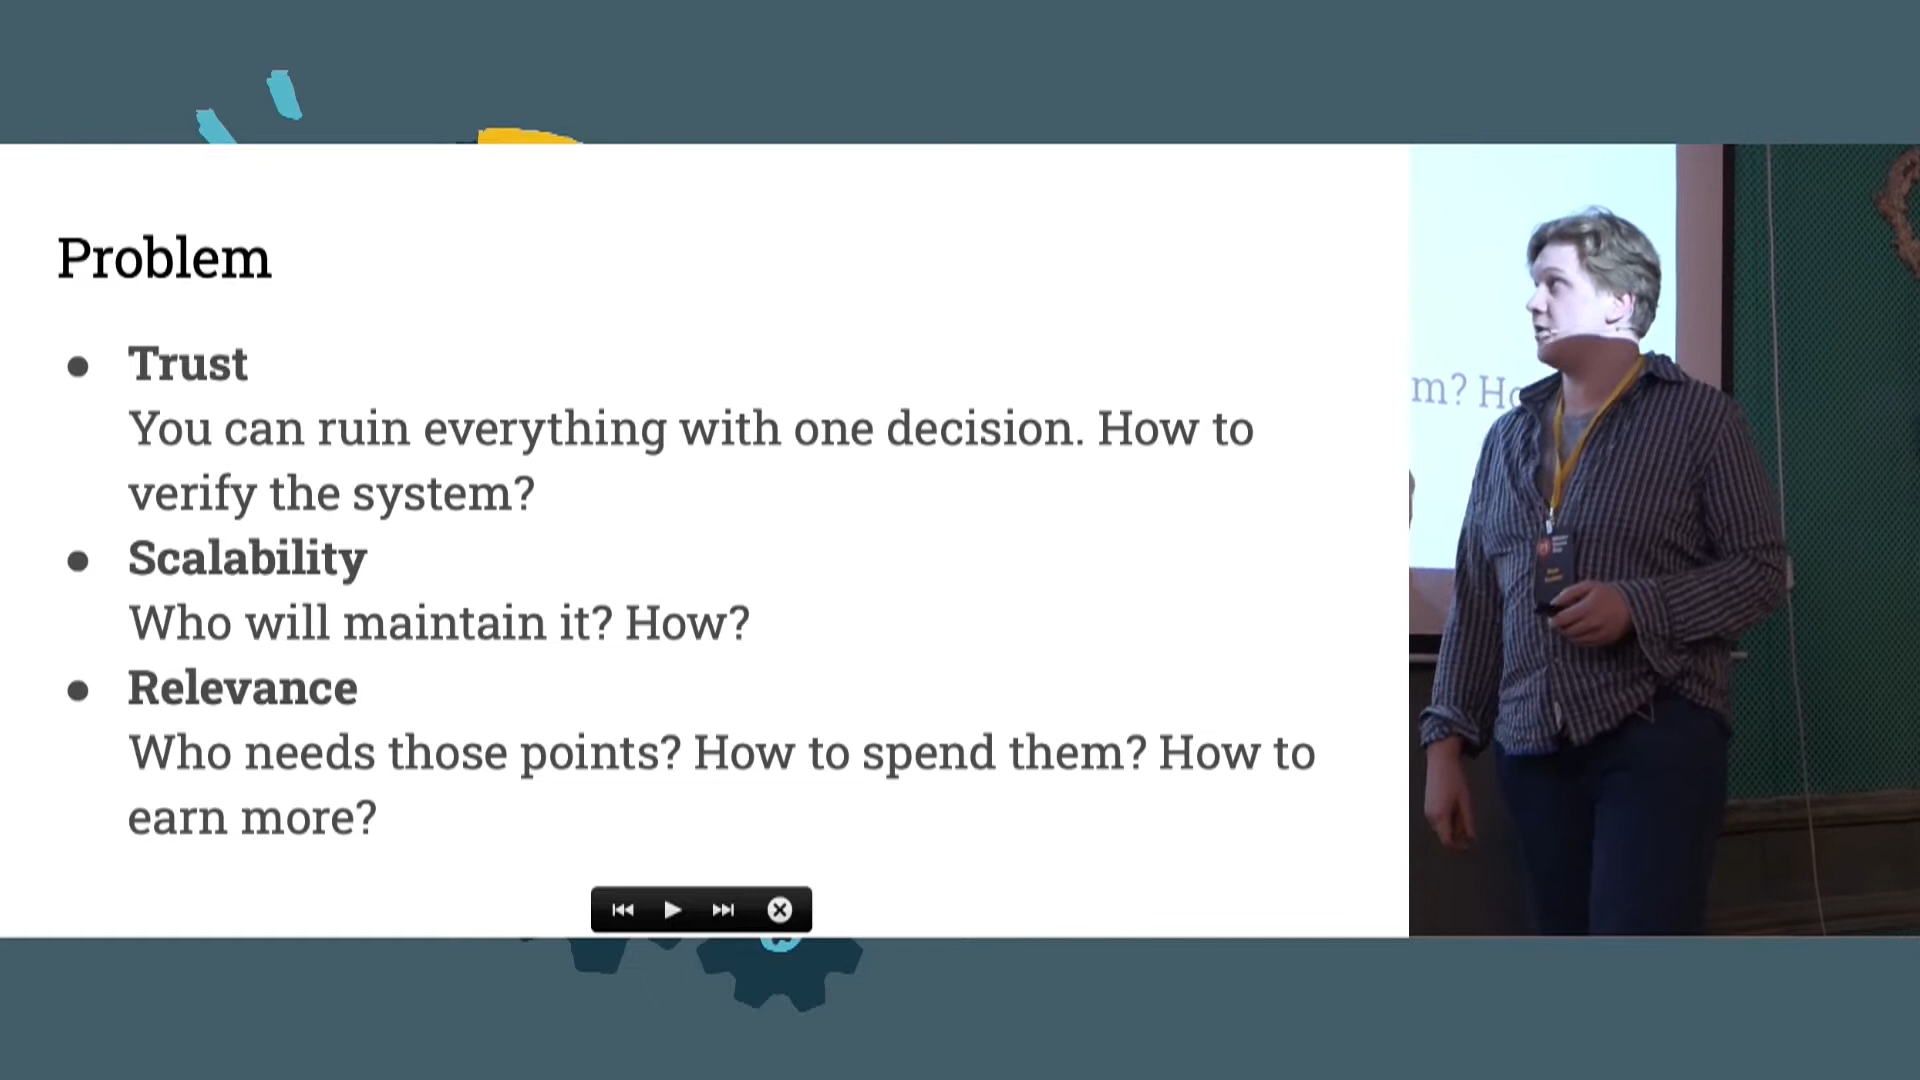 Problem
● Trust
You can ruin everything with one decision. How to
verify the system?
● Scalability
Who will maintain it? How?
● Relevance
Who needs those points? How to spend them? How to
earn more?
m? Ho